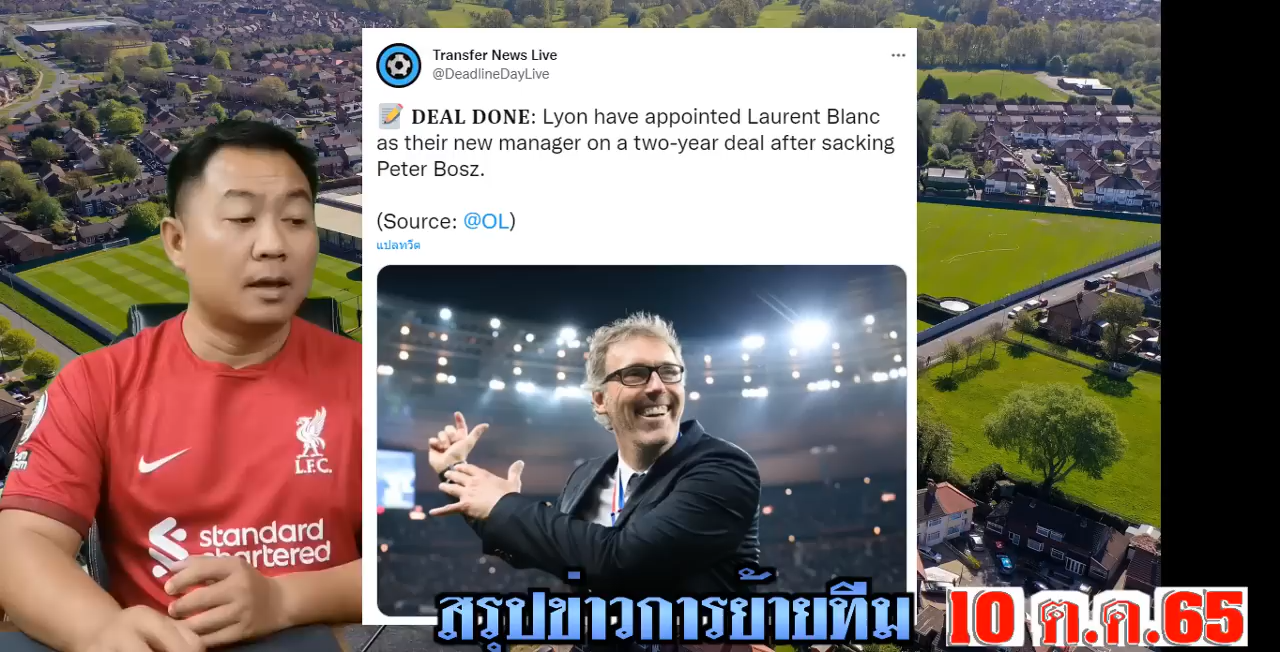 Transfer News Live
@DeadlineDayLive
📝 DEAL DONE: Lyon have appointed Laurent Blanc
as their new manager on a two-year deal after sacking
Peter Bosz.
(Source: @OL)
แปลทวีต
L.F.C.
standard
chartered
สรุปข่าวการย้ายทีม
10 ต.ค.65